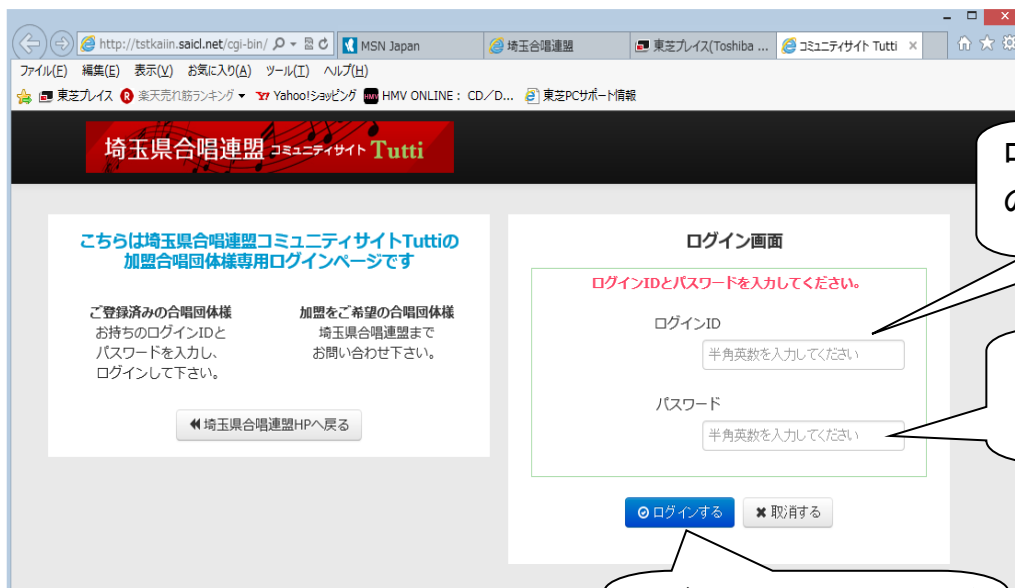 http://tstkaiin.saicl.net/cgi-bin/
MSN Japan
埼玉合唱連盟
東芝プレイス(Toshiba ...
コミュニティサイト Tutti
ファイル(F) 編集(E) 表示(V) お気に入り(A) ツール(T) ヘルプ(H)
東芝プレイス 楽天売れ筋ランキング Yahoo!ショッピング HMV ONLINE： CD／D... 東芝PCサポート情報
埼玉県合唱連盟 コミュニティサイト Tutti
こちらは埼玉県合唱連盟コミュニティサイトTuttiの
加盟合唱団体様専用ログインページです
ご登録済みの合唱団体様
お持ちのログインIDと
パスワードを入力し、
ログインして下さい。
加盟をご希望の合唱団体様
埼玉県合唱連盟まで
お問い合わせ下さい。
埼玉県合唱連盟HPへ戻る
ログイン画面
ログインIDとパスワードを入力してください。
ログインID
半角英数を入力してください
パスワード
半角英数を入力してください
ログインする
取消する